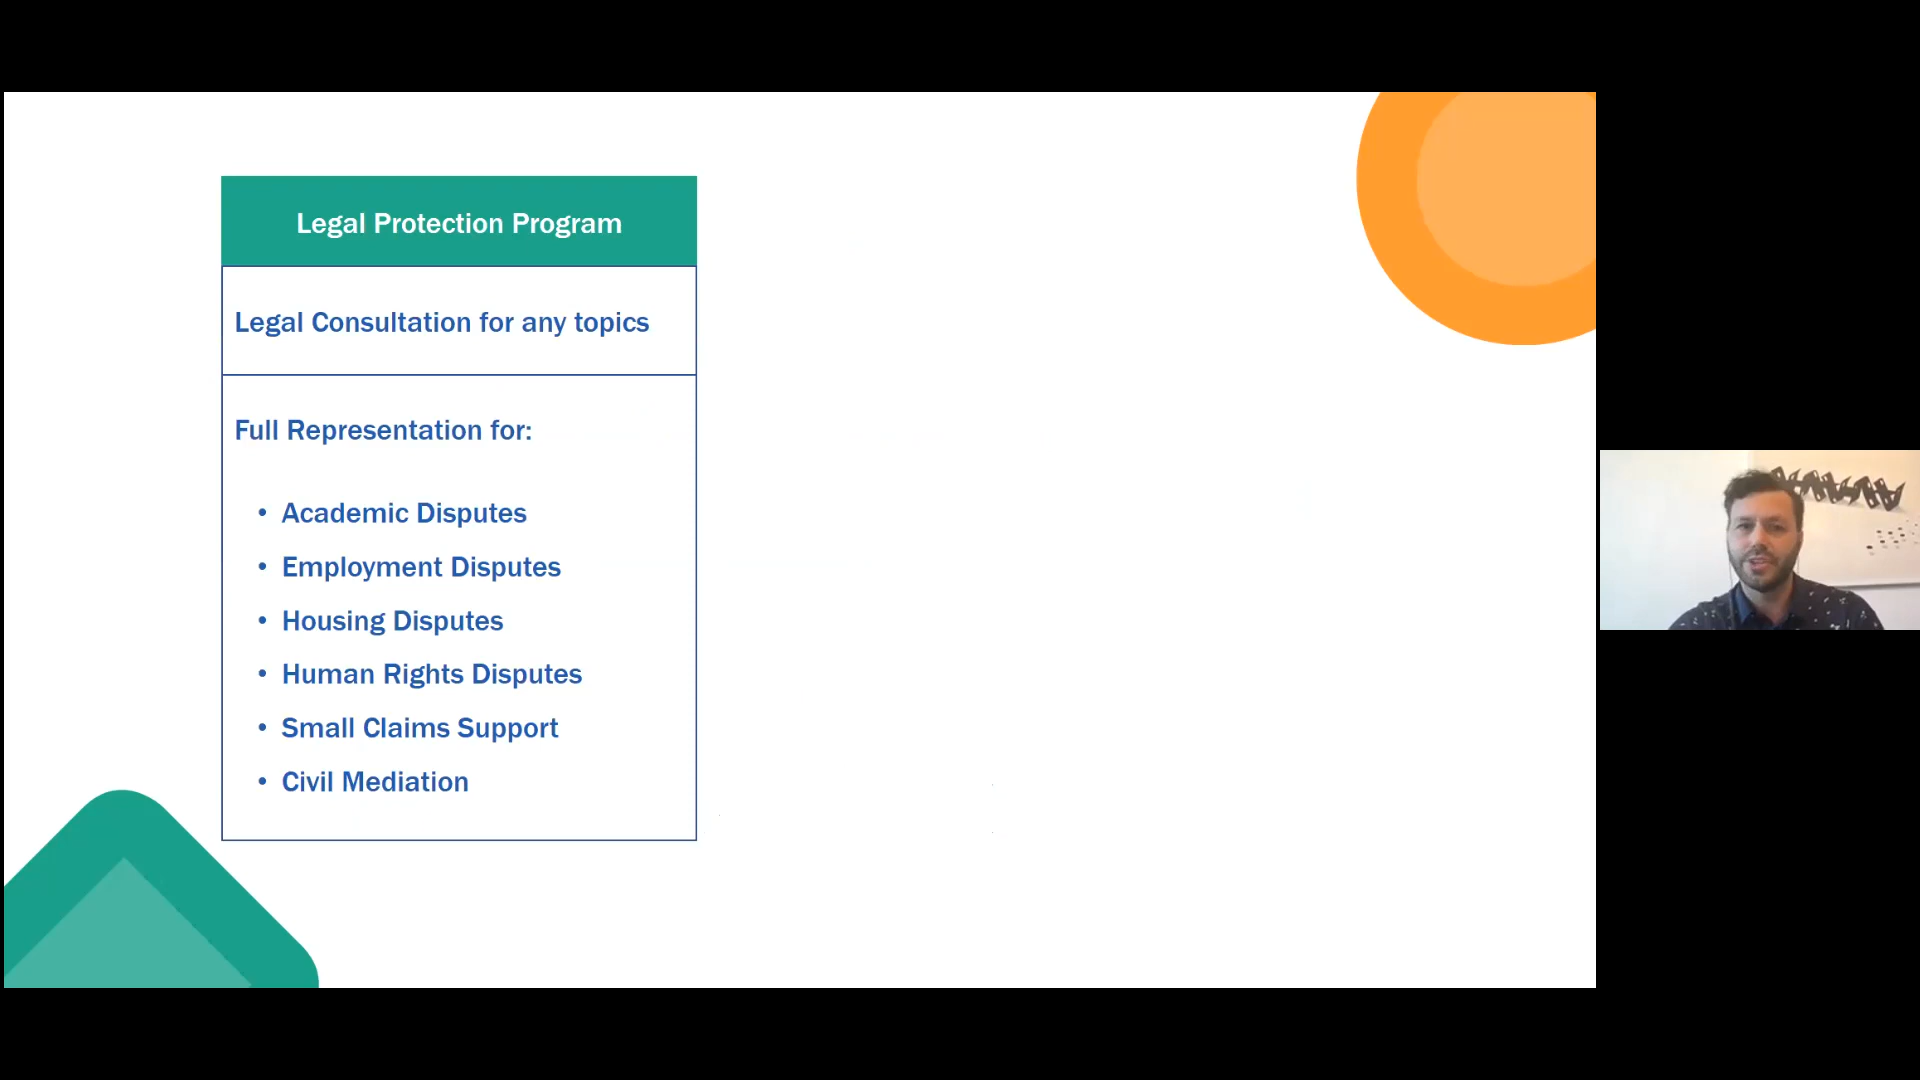 Legal Protection Program
Legal Consultation for any topics
Full Representation for:
• Academic Disputes
• Employment Disputes
• Housing Disputes
• Human Rights Disputes
• Small Claims Support
• Civil Mediation